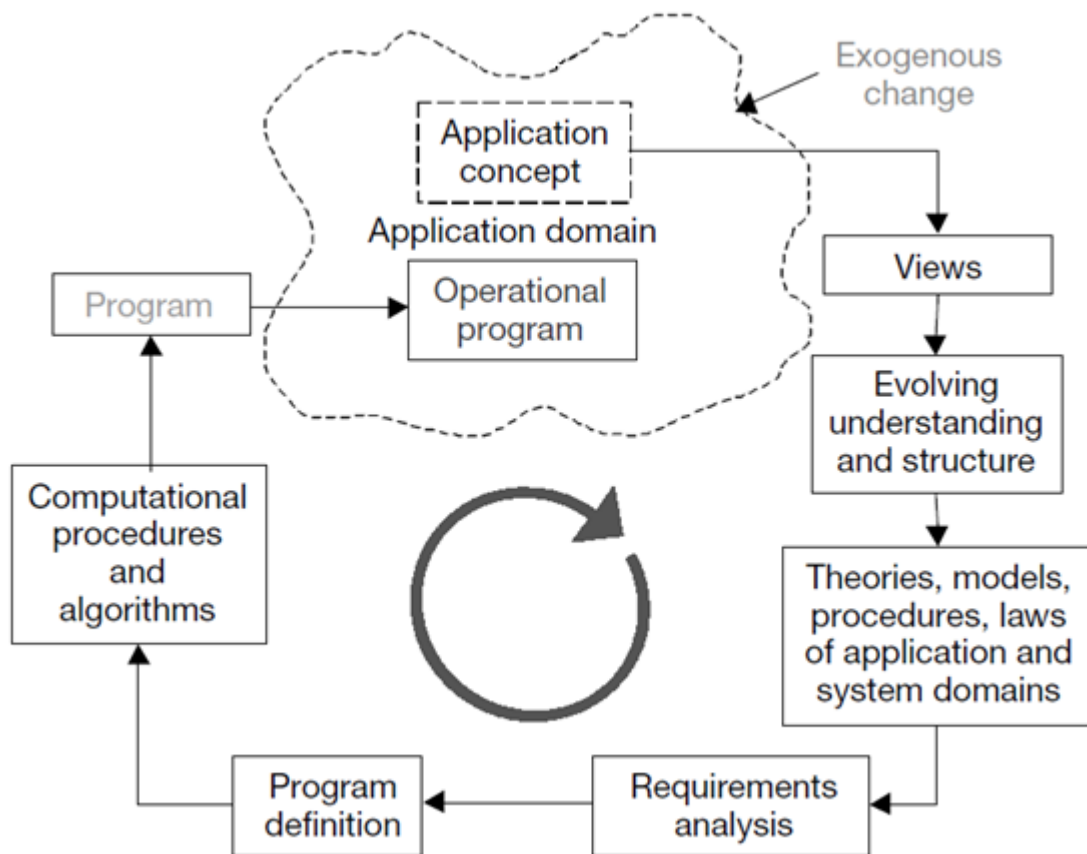 Exogenous
change
Application
concept
Application domain
Operational
program
Program
Views
Evolving
understanding
and structure
Computational
procedures
and
algorithms
Theories, models,
procedures, laws
of application and
system domains
Requirements
analysis
Program
definition